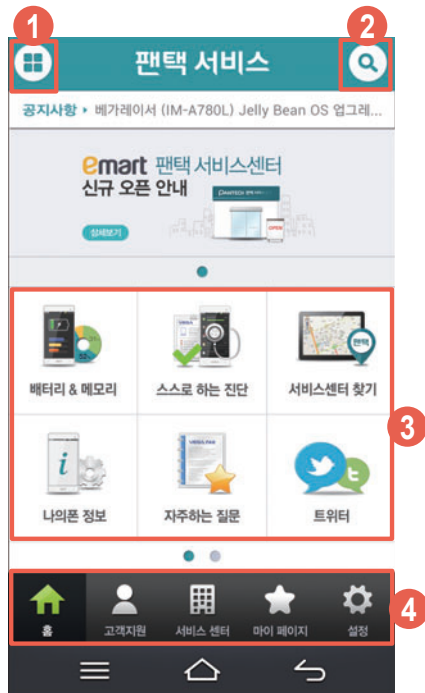 1 2
팬택 서비스
공지사항 ▸ 베가레이서 (IM-A780L) Jelly Bean OS 업그레...
emart 팬택 서비스센터
신규 오픈 안내
PANTECH
OPEN
상세보기
배터리 & 메모리 스스로 하는 진단 서비스센터 찾기
팬택
3
i
나의폰 정보 자주하는 질문 트위터
홈 고객지원 서비스 센터 마이 페이지 설정
4